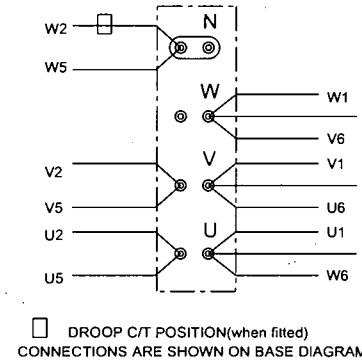 W2 N
W5
W W1
V6
V2 V V1
V5 U6
U2 U U1
U5 W6
DROOP C/T POSITION(when fitted)
CONNECTIONS ARE SHOWN ON BASE DIAGRAM